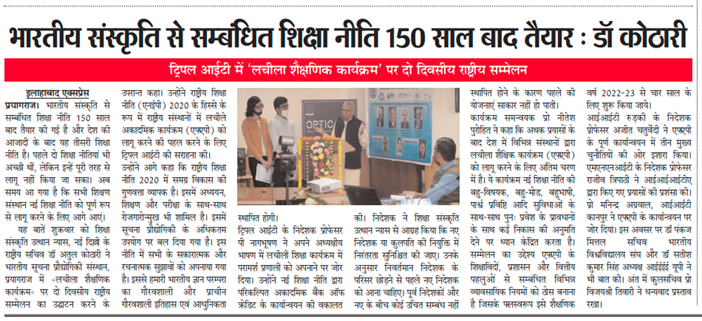 भारतीय संस्कृति से सम्बंधित शिक्षा नीति 150 साल बाद तैयार : डॉ कोठारी
ट्रिपल आईटी में 'लचीला शैक्षणिक कार्यक्रम' पर दो दिवसीय राष्ट्रीय सम्मेलन
इलाहाबाद एक्सप्रेस
प्रयागराज। भारतीय संस्कृति से
सम्बंधित शिक्षा नीति 150 साल
बाद तैयार की गई है और देश की
आजादी के बाद यह तीसरी शिक्षा
नीति है। पहले दो शिक्षा नीतियां भी
अच्छी थीं, लेकिन इन्हें पूरी तरह से
लागू नहीं किया जा सका। अब
समय आ गया है कि सभी शिक्षण
संस्थान नई शिक्षा नीति को पूर्ण रूप
से लागू करने के लिए आगे आएं।
यह बातें शुक्रवार को शिक्षा
संस्कृति उत्थान न्यास, नई दिल्ली के
राष्ट्रीय सचिव डॉ अतुल कोठारी ने
भारतीय सूचना प्रौद्योगिकी संस्थान,
प्रयागराज में «लचीला शैक्षणिक
कार्यक्रम» पर दो दिवसीय राष्ट्रीय
सम्मेलन का उद्घाटन करने के
उपरान्त कहा। उन्होंने राष्ट्रीय शिक्षा
नीति (एनईपी) 2020 के हिस्से के
रूप में राष्ट्रीय संस्थानों में लचीले
अकादमिक कार्यक्रम (एफएपी) को
लागू करने की पहल करने के लिए
ट्रिपल आईटी की सराहना की।
उन्होंने आगे कहा कि राष्ट्रीय शिक्षा
नीति 2020 में समग्र विकास की
गुणवत्ता व्यापक है। इसमें अध्ययन,
शिक्षण और परीक्षा के साथ-साथ
रोजगारोन्मुख भी शामिल है। इसमें
सूचना प्रौद्योगिकी के अधिकतम
उपयोग पर बल दिया गया है। इस
नीति में सभी के सकारात्मक और
रचनात्मक सुझावों को अपनाया गया
है। इससे हमारी भारतीय ज्ञान परम्परा
का गौरवशाली और प्राचीन
गौरवशाली इतिहास एवं आधुनिकता
OPTIC
स्थापित होगी।
ट्रिपल आईटी के निदेशक प्रोफेसर
पी नागभूषण ने अपने अध्यक्षीय
भाषण में लचीली शिक्षा कार्यक्रम में
परामर्श प्रणाली को अपनाने पर जोर
दिया। उन्होंने नई शिक्षा नीति द्वारा
परिकल्पित अकादमिक बैंक ऑफ
क्रेडिट के कार्यान्वयन की वकालत
की। निदेशक ने शिक्षा संस्कृति
उत्थान न्यास से आग्रह किया कि नए
निदेशक या कुलपति की नियुक्ति में
निरंतरता सुनिश्चित की जाए। उनके
अनुसार निवर्तमान निदेशक के
परिसर छोड़ने से पहले नए निदेशक
को आना चाहिए। पूर्व निदेशकों और
नए के बीच कोई उचित सम्बंध नहीं
स्थापित होने के कारण पहले की
योजनाएं साकार नहीं हो पातीं।
कार्यक्रम समन्वयक प्रो नीतेश
पुरोहित ने कहा कि अथक प्रयासों के
बाद देश में विभिन्न संस्थानों द्वारा
लचीला शैक्षिक कार्यक्रम (एफएपी)
को लागू करने के लिए अंतिम चरण
में है। ये कार्यक्रम नई शिक्षा नीति की
बहु-विषयक, बहु-मोड, बहुभाषी,
पार्श्व प्रविष्टि आदि सुविधाओं के
साथ-साथ पुनः प्रवेश के प्रावधानों
के साथ कई निकास की अनुमति
देने पर ध्यान केंद्रित करता है।
सम्मेलन का उद्देश्य एफएपी के
शिक्षाविदों, प्रशासन और वित्तीय
पहलुओं से सम्बंधित विभिन्न
व्यावसायिक नियमों को ठोस बनाना
है जिसके फलस्वरूप इसे शैक्षणिक
वर्ष 2022-23 से चार साल के
लिए शुरू किया जाये।
आईआईटी रुड़की के निदेशक
प्रोफेसर अजीत चतुर्वेदी ने एफएपी
के पूर्ण कार्यान्वयन में तीन मुख्य
चुनौतियों की ओर इशारा किया।
एमएनएनआईटी के निदेशक प्रोफेसर
राजीव त्रिपाठी ने आईआईआईटीए
द्वारा किए गए प्रयासों की प्रशंसा की।
प्रो मनिन्द्र अग्रवाल, आईआईटी
कानपुर ने एफएपी के कार्यान्वयन पर
जोर दिया। इस अवसर पर डॉ पंकज
मित्तल सचिव भारतीय
विश्वविद्यालय संघ और डॉ सतीश
कुमार सिंह अध्यक्ष आईईईई यूपी ने
भी बात की। अंत में कुलसचिव प्रो
विजयश्री तिवारी ने धन्यवाद प्रस्ताव
रखा।